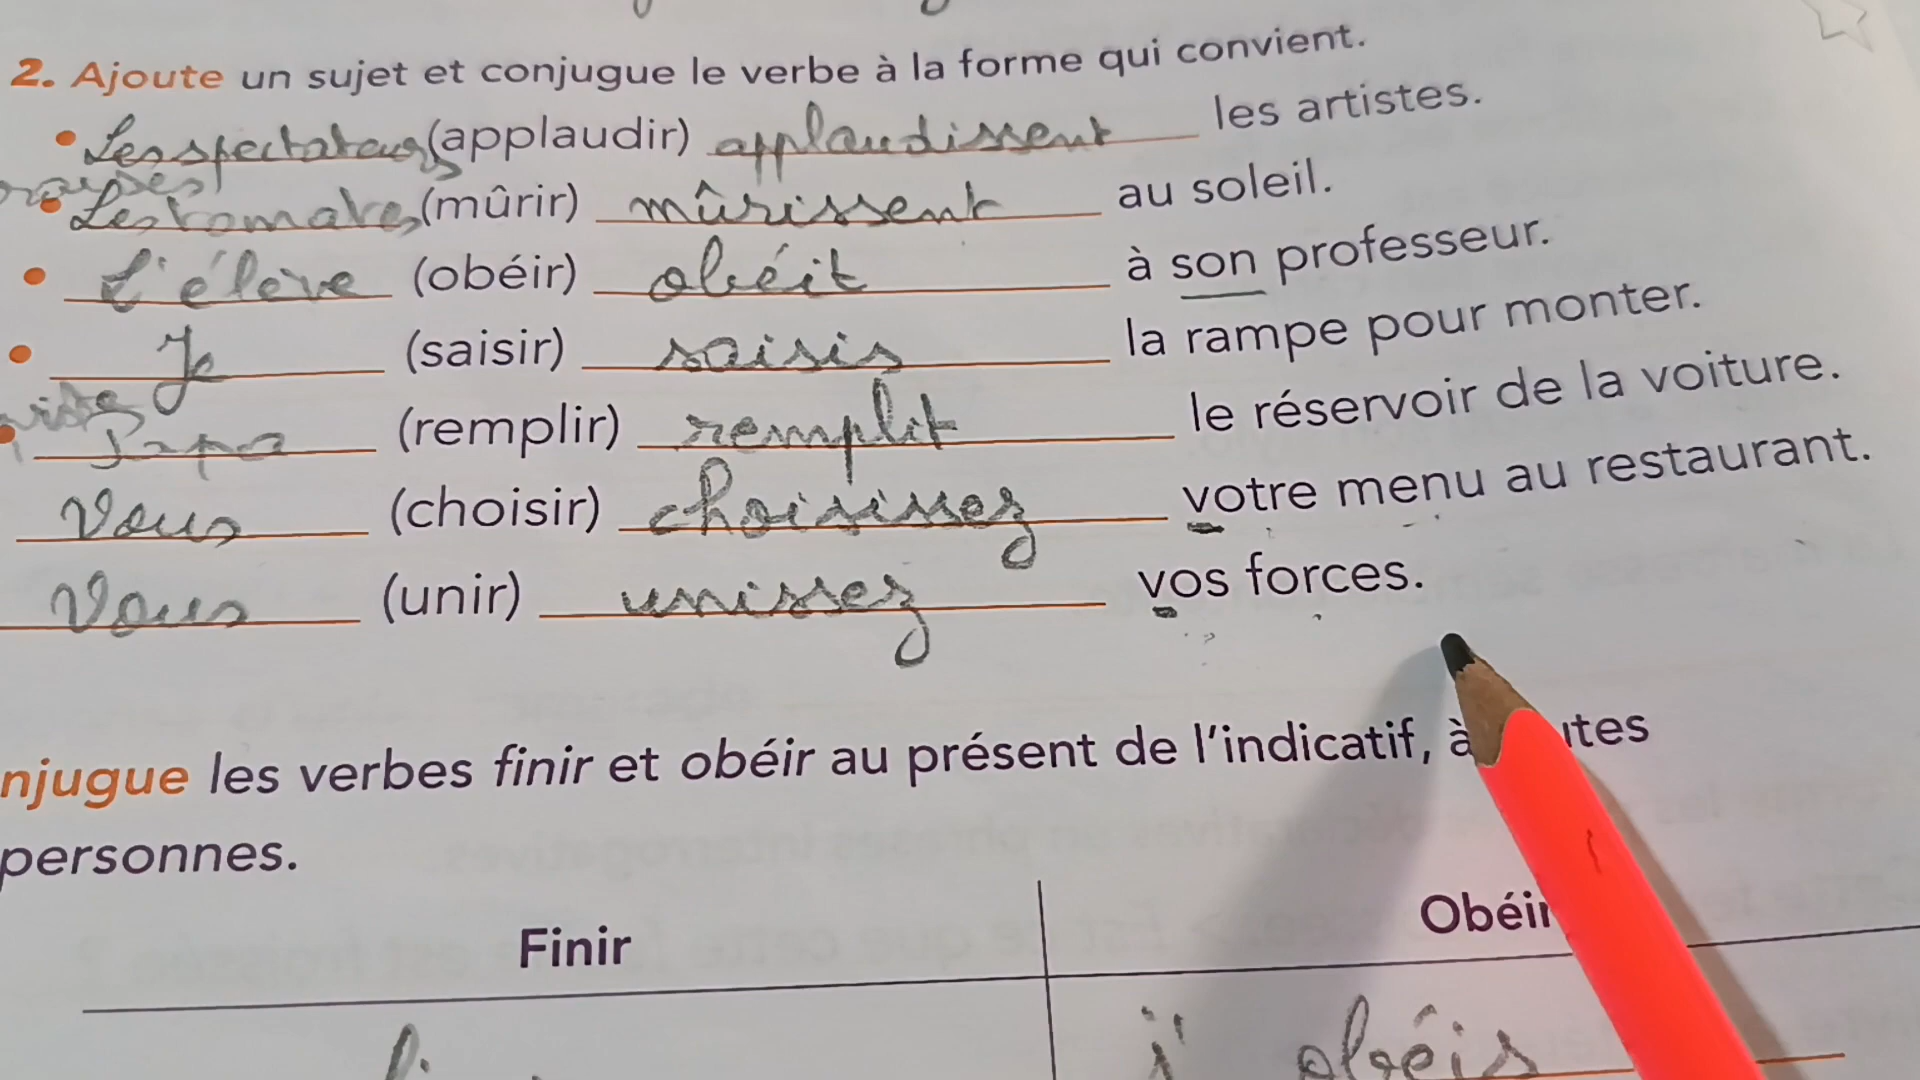 2. Ajoute un sujet et conjugue le verbe à la forme qui convient.
• Les spectateurs (applaudir) applaudissent les artistes.
• Les tomates (mûrir) mûrissent au soleil.
• L'élève (obéir) obéit à son professeur.
• Je (saisir) saisis la rampe pour monter.
• Papa (remplir) remplit le réservoir de la voiture.
Vous (choisir) choisissez votre menu au restaurant.
Vous (unir) unissez vos forces.
njugue les verbes finir et obéir au présent de l'indicatif, à utes
personnes.
Finir Obéir
j' obéis